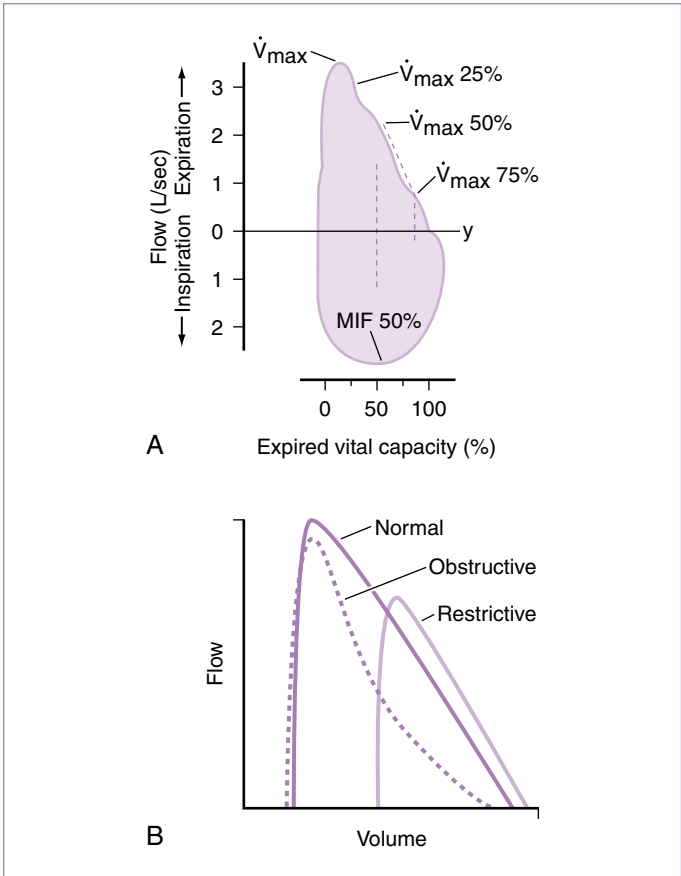 V̇max
V̇max 25%
V̇max 50%
V̇max 75%
Flow (L/sec)
← Inspiration Expiration →
3
2
1
0
1
2
y
MIF 50%
0 50 100
A
Expired vital capacity (%)
Normal
Obstructive
Restrictive
Flow
B
Volume